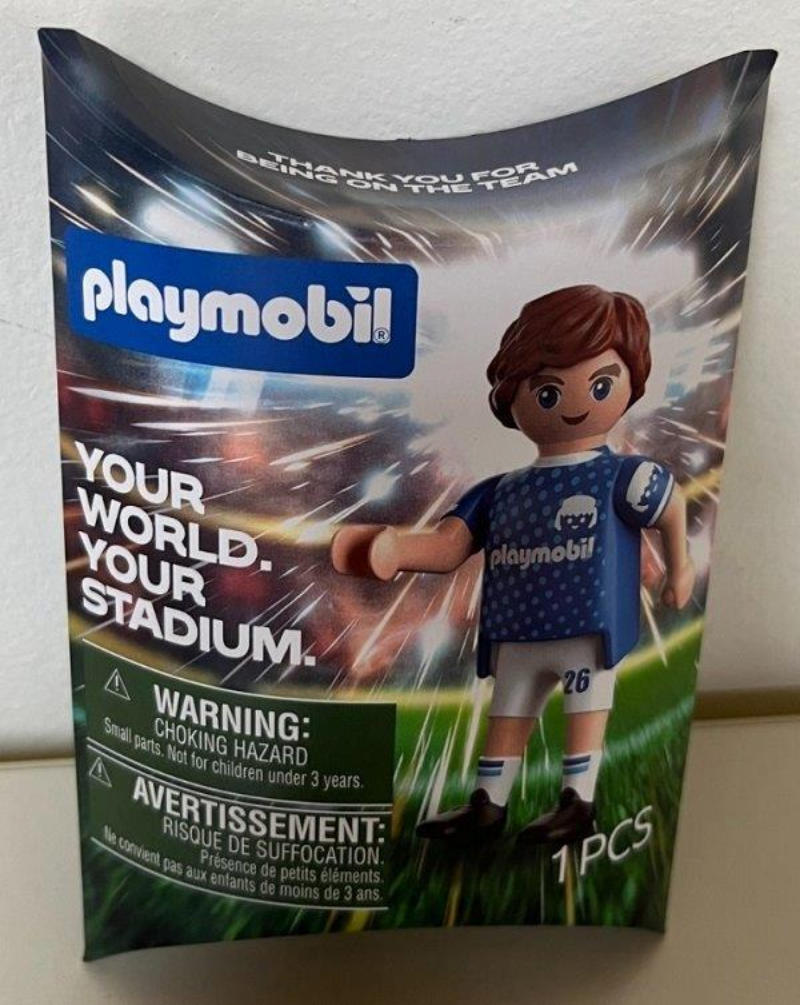 THANK YOU FOR
BEING ON THE TEAM
playmobil®
YOUR
WORLD.
YOUR
STADIUM.
playmobil
26
WARNING:
CHOKING HAZARD
Small parts. Not for children under 3 years.
AVERTISSEMENT:
RISQUE DE SUFFOCATION.
Présence de petits éléments.
Ne convient pas aux enfants de moins de 3 ans.
1 PCS